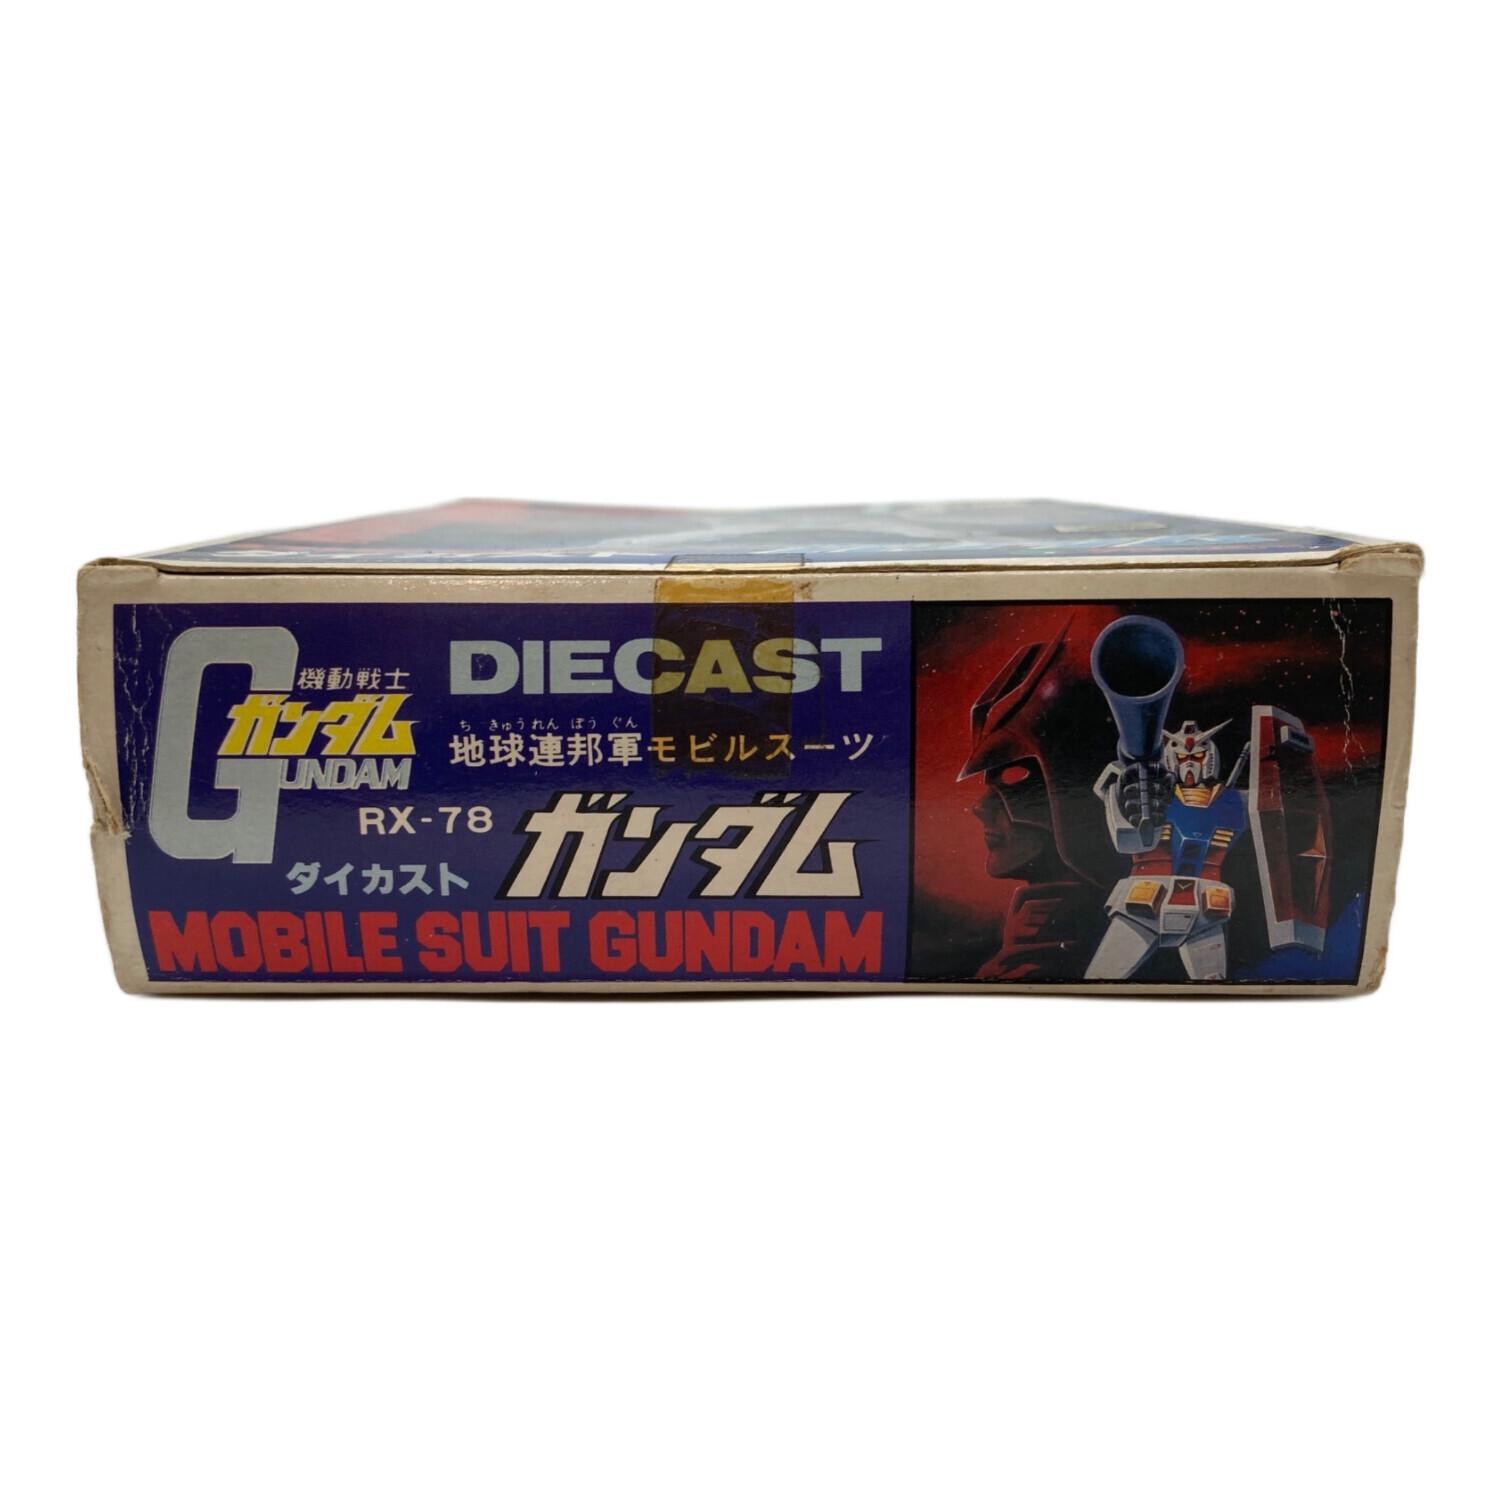 機動戦士
ガンダム
GUNDAM
DIECAST
ち きゅう れん ぽう ぐん
地球連邦軍モビルスーツ
RX-78
ガンダム
ダイカスト
MOBILE SUIT GUNDAM